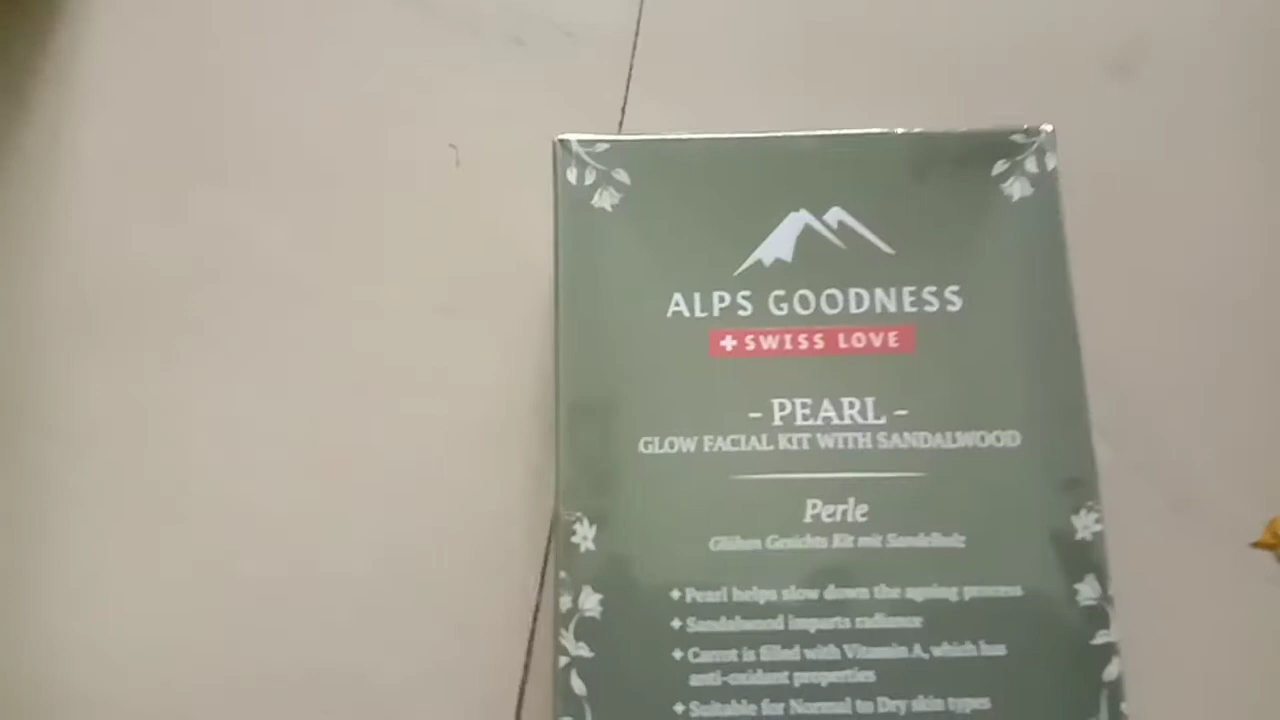 ALPS GOODNESS
+ SWISS LOVE
- PEARL -
GLOW FACIAL KIT WITH SANDALWOOD
Perle
Glühen Gesichts Kit mit Sandelholz
+ Pearl helps slow down the ageing process
+ Sandalwood imparts radiance
+ Carrot is filled with Vitamin A, which has
anti-oxidant properties
+ Suitable for Normal to Dry skin types